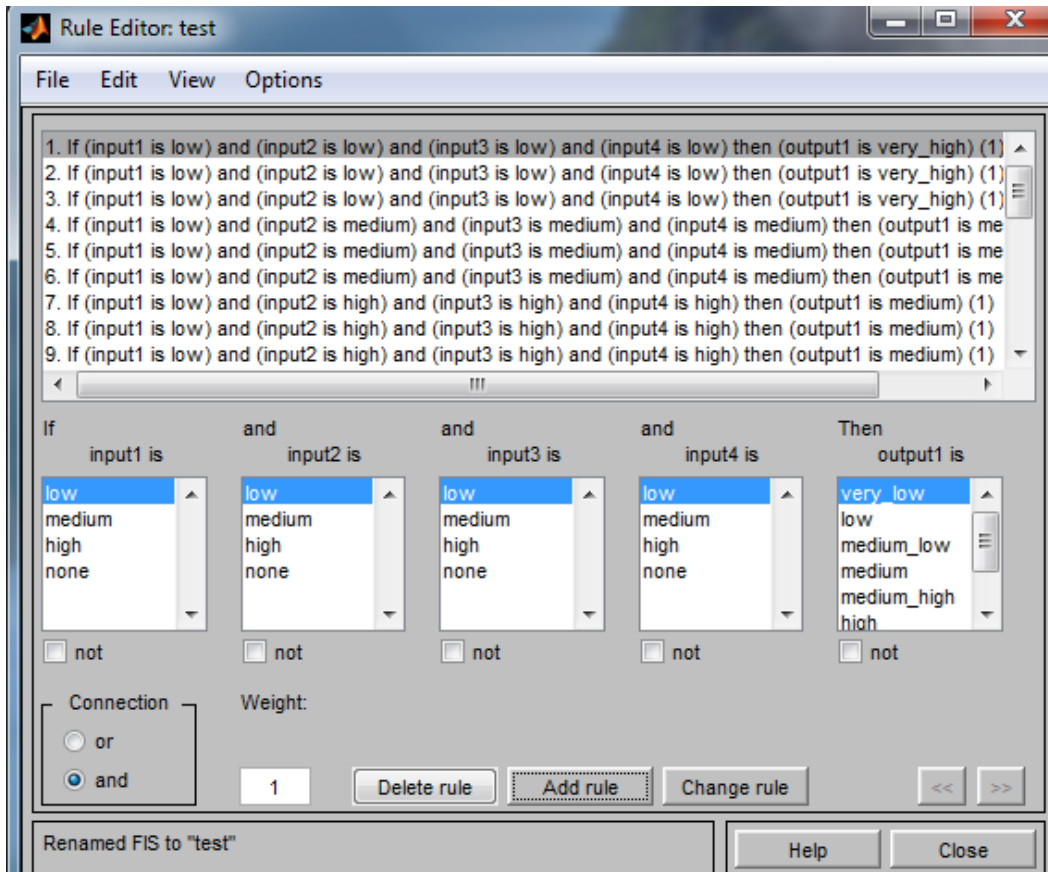 Rule Editor: test
File Edit View Options
1. If (input1 is low) and (input2 is low) and (input3 is low) and (input4 is low) then (output1 is very_high) (1)
2. If (input1 is low) and (input2 is low) and (input3 is low) and (input4 is low) then (output1 is very_high) (1)
3. If (input1 is low) and (input2 is low) and (input3 is low) and (input4 is low) then (output1 is very_high) (1)
4. If (input1 is low) and (input2 is medium) and (input3 is medium) and (input4 is medium) then (output1 is me
5. If (input1 is low) and (input2 is medium) and (input3 is medium) and (input4 is medium) then (output1 is me
6. If (input1 is low) and (input2 is medium) and (input3 is medium) and (input4 is medium) then (output1 is me
7. If (input1 is low) and (input2 is high) and (input3 is high) and (input4 is high) then (output1 is medium) (1)
8. If (input1 is low) and (input2 is high) and (input3 is high) and (input4 is high) then (output1 is medium) (1)
9. If (input1 is low) and (input2 is high) and (input3 is high) and (input4 is high) then (output1 is medium) (1)
If and and and Then
input1 is input2 is input3 is input4 is output1 is
low low low low very_low
medium medium medium medium low
high high high high medium_low
none none none none medium
medium_high
high
not not not not not
Connection Weight:
or
and 1 Delete rule Add rule Change rule << >>
Renamed FIS to "test" Help Close